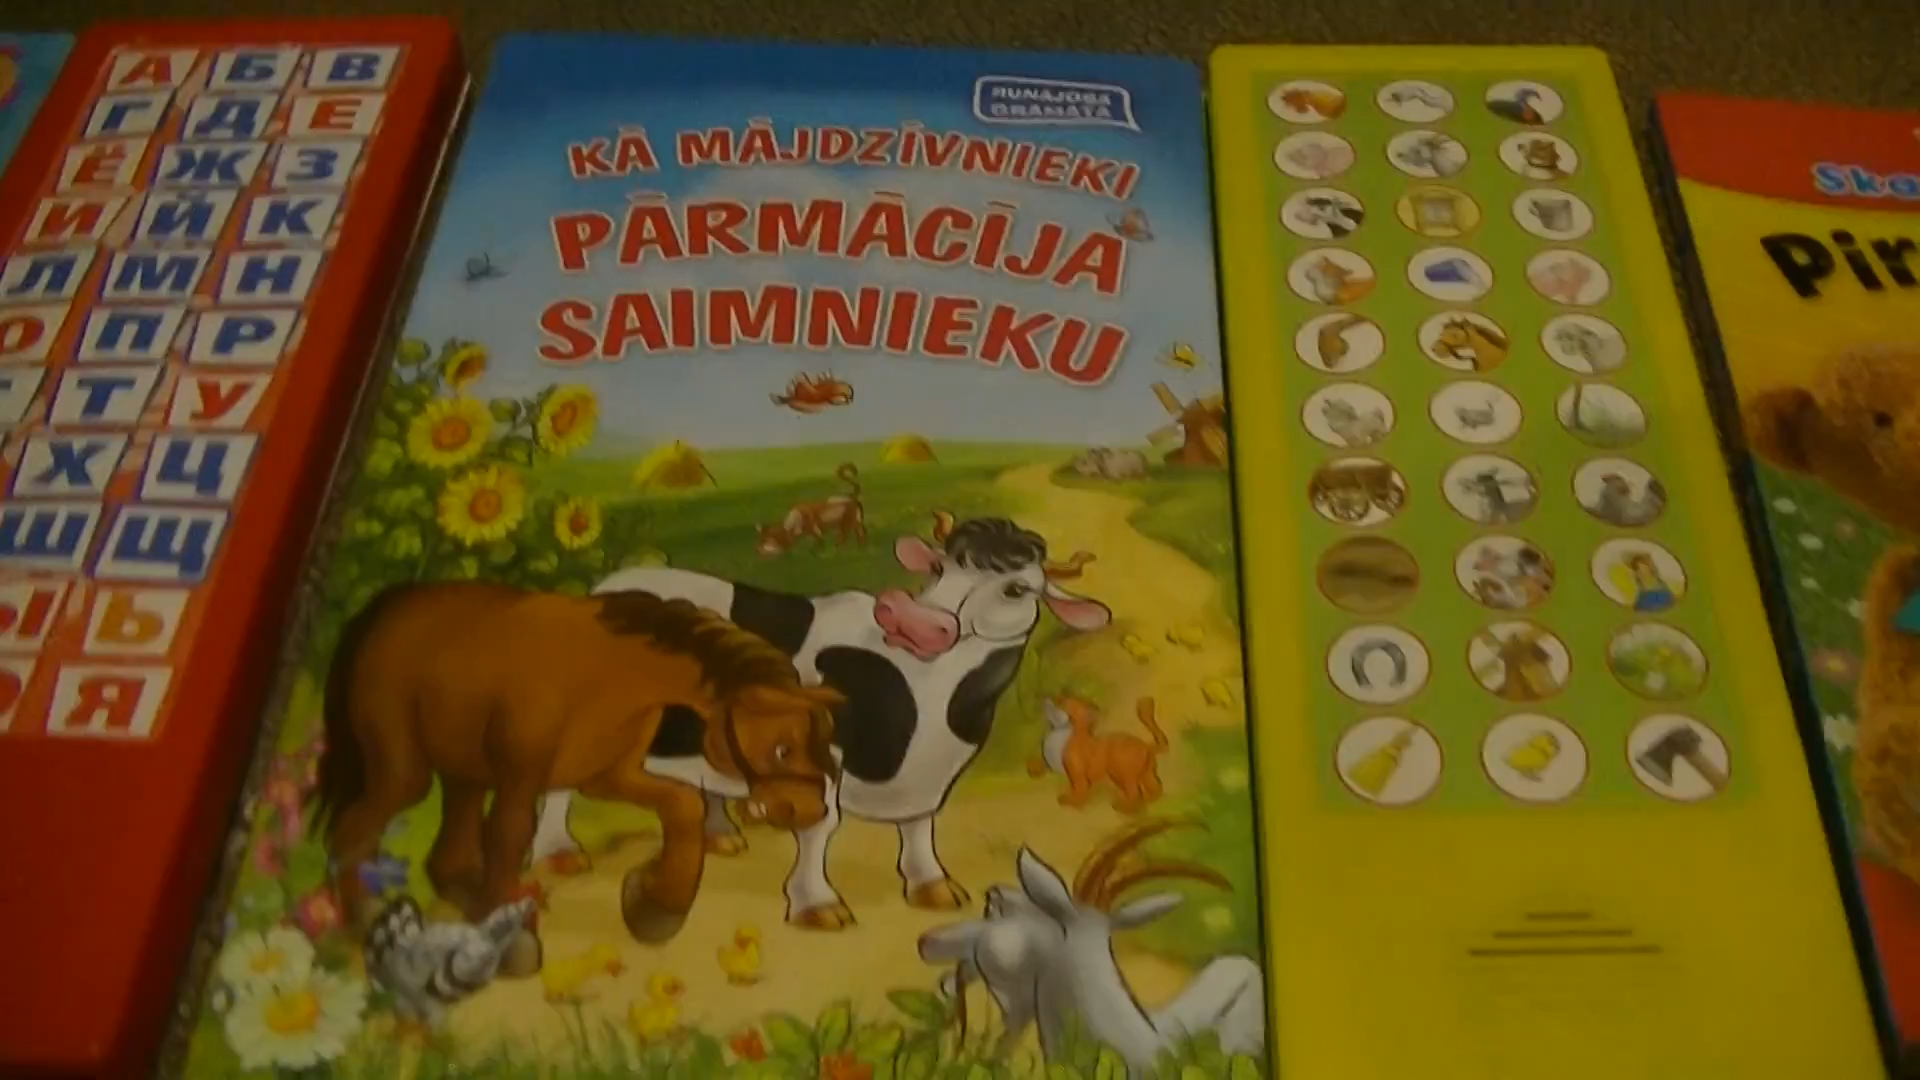 А Б В
Г Д Е
Ё Ж З
И Й К
Л М Н
О П Р
Т У
Х Ц
Ш Щ
Ы Ь
Я
RUNĀJOŠA
GRĀMATA
KĀ MĀJDZĪVNIEKI
PĀRMĀCĪJA
SAIMNIEKU